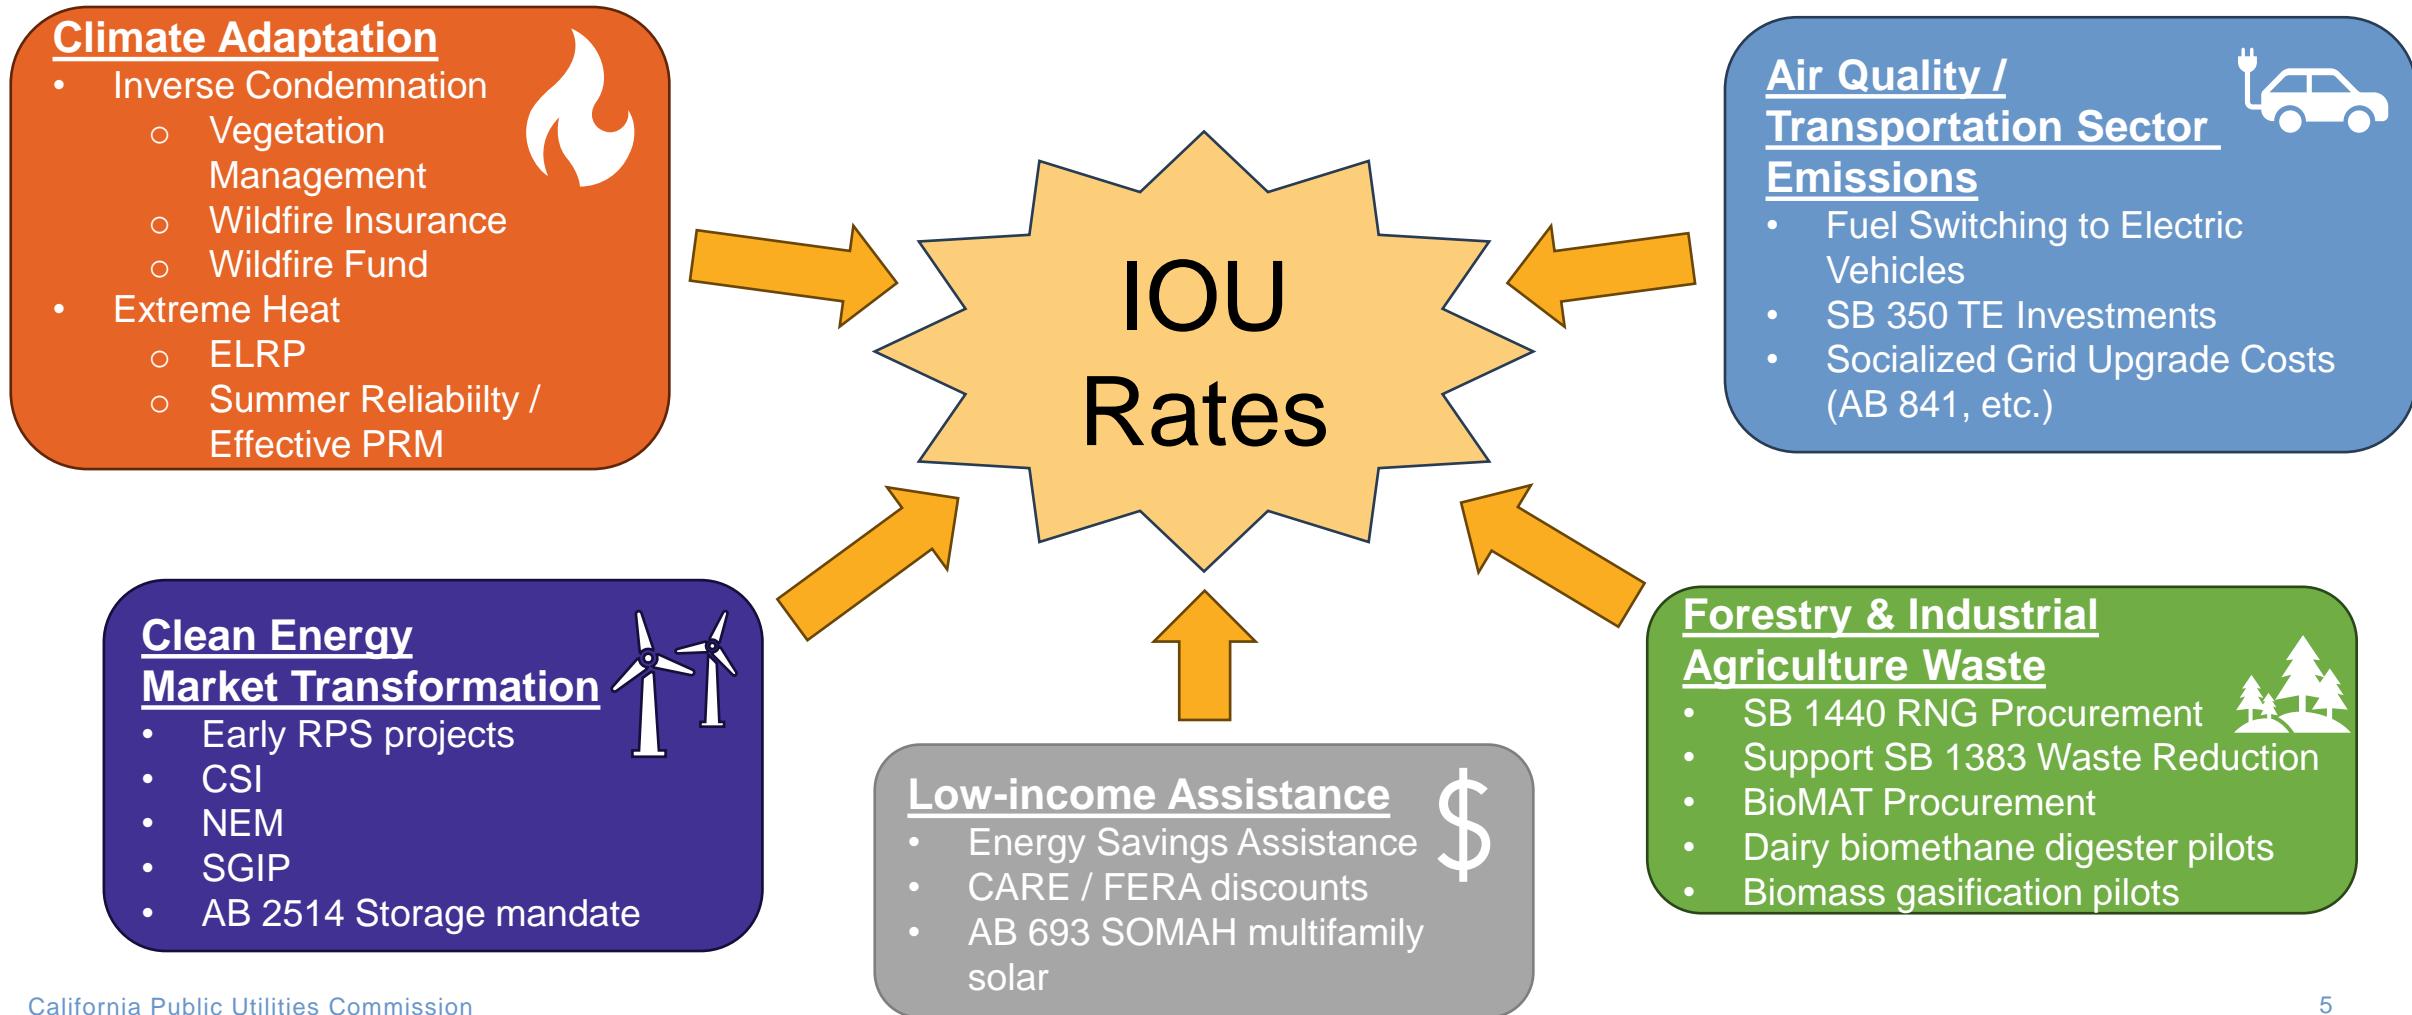 Climate Adaptation
• Inverse Condemnation
o Vegetation
Management
o Wildfire Insurance
o Wildfire Fund
• Extreme Heat
o ELRP
o Summer Reliabiilty /
Effective PRM
Air Quality /
Transportation Sector
Emissions
• Fuel Switching to Electric
Vehicles
• SB 350 TE Investments
• Socialized Grid Upgrade Costs
(AB 841, etc.)
IOU
Rates
Clean Energy
Market Transformation
• Early RPS projects
• CSI
• NEM
• SGIP
• AB 2514 Storage mandate
Low-income Assistance
• Energy Savings Assistance
• CARE / FERA discounts
• AB 693 SOMAH multifamily
solar
$
Forestry & Industrial
Agriculture Waste
• SB 1440 RNG Procurement
• Support SB 1383 Waste Reduction
• BioMAT Procurement
• Dairy biomethane digester pilots
• Biomass gasification pilots
California Public Utilities Commission
5